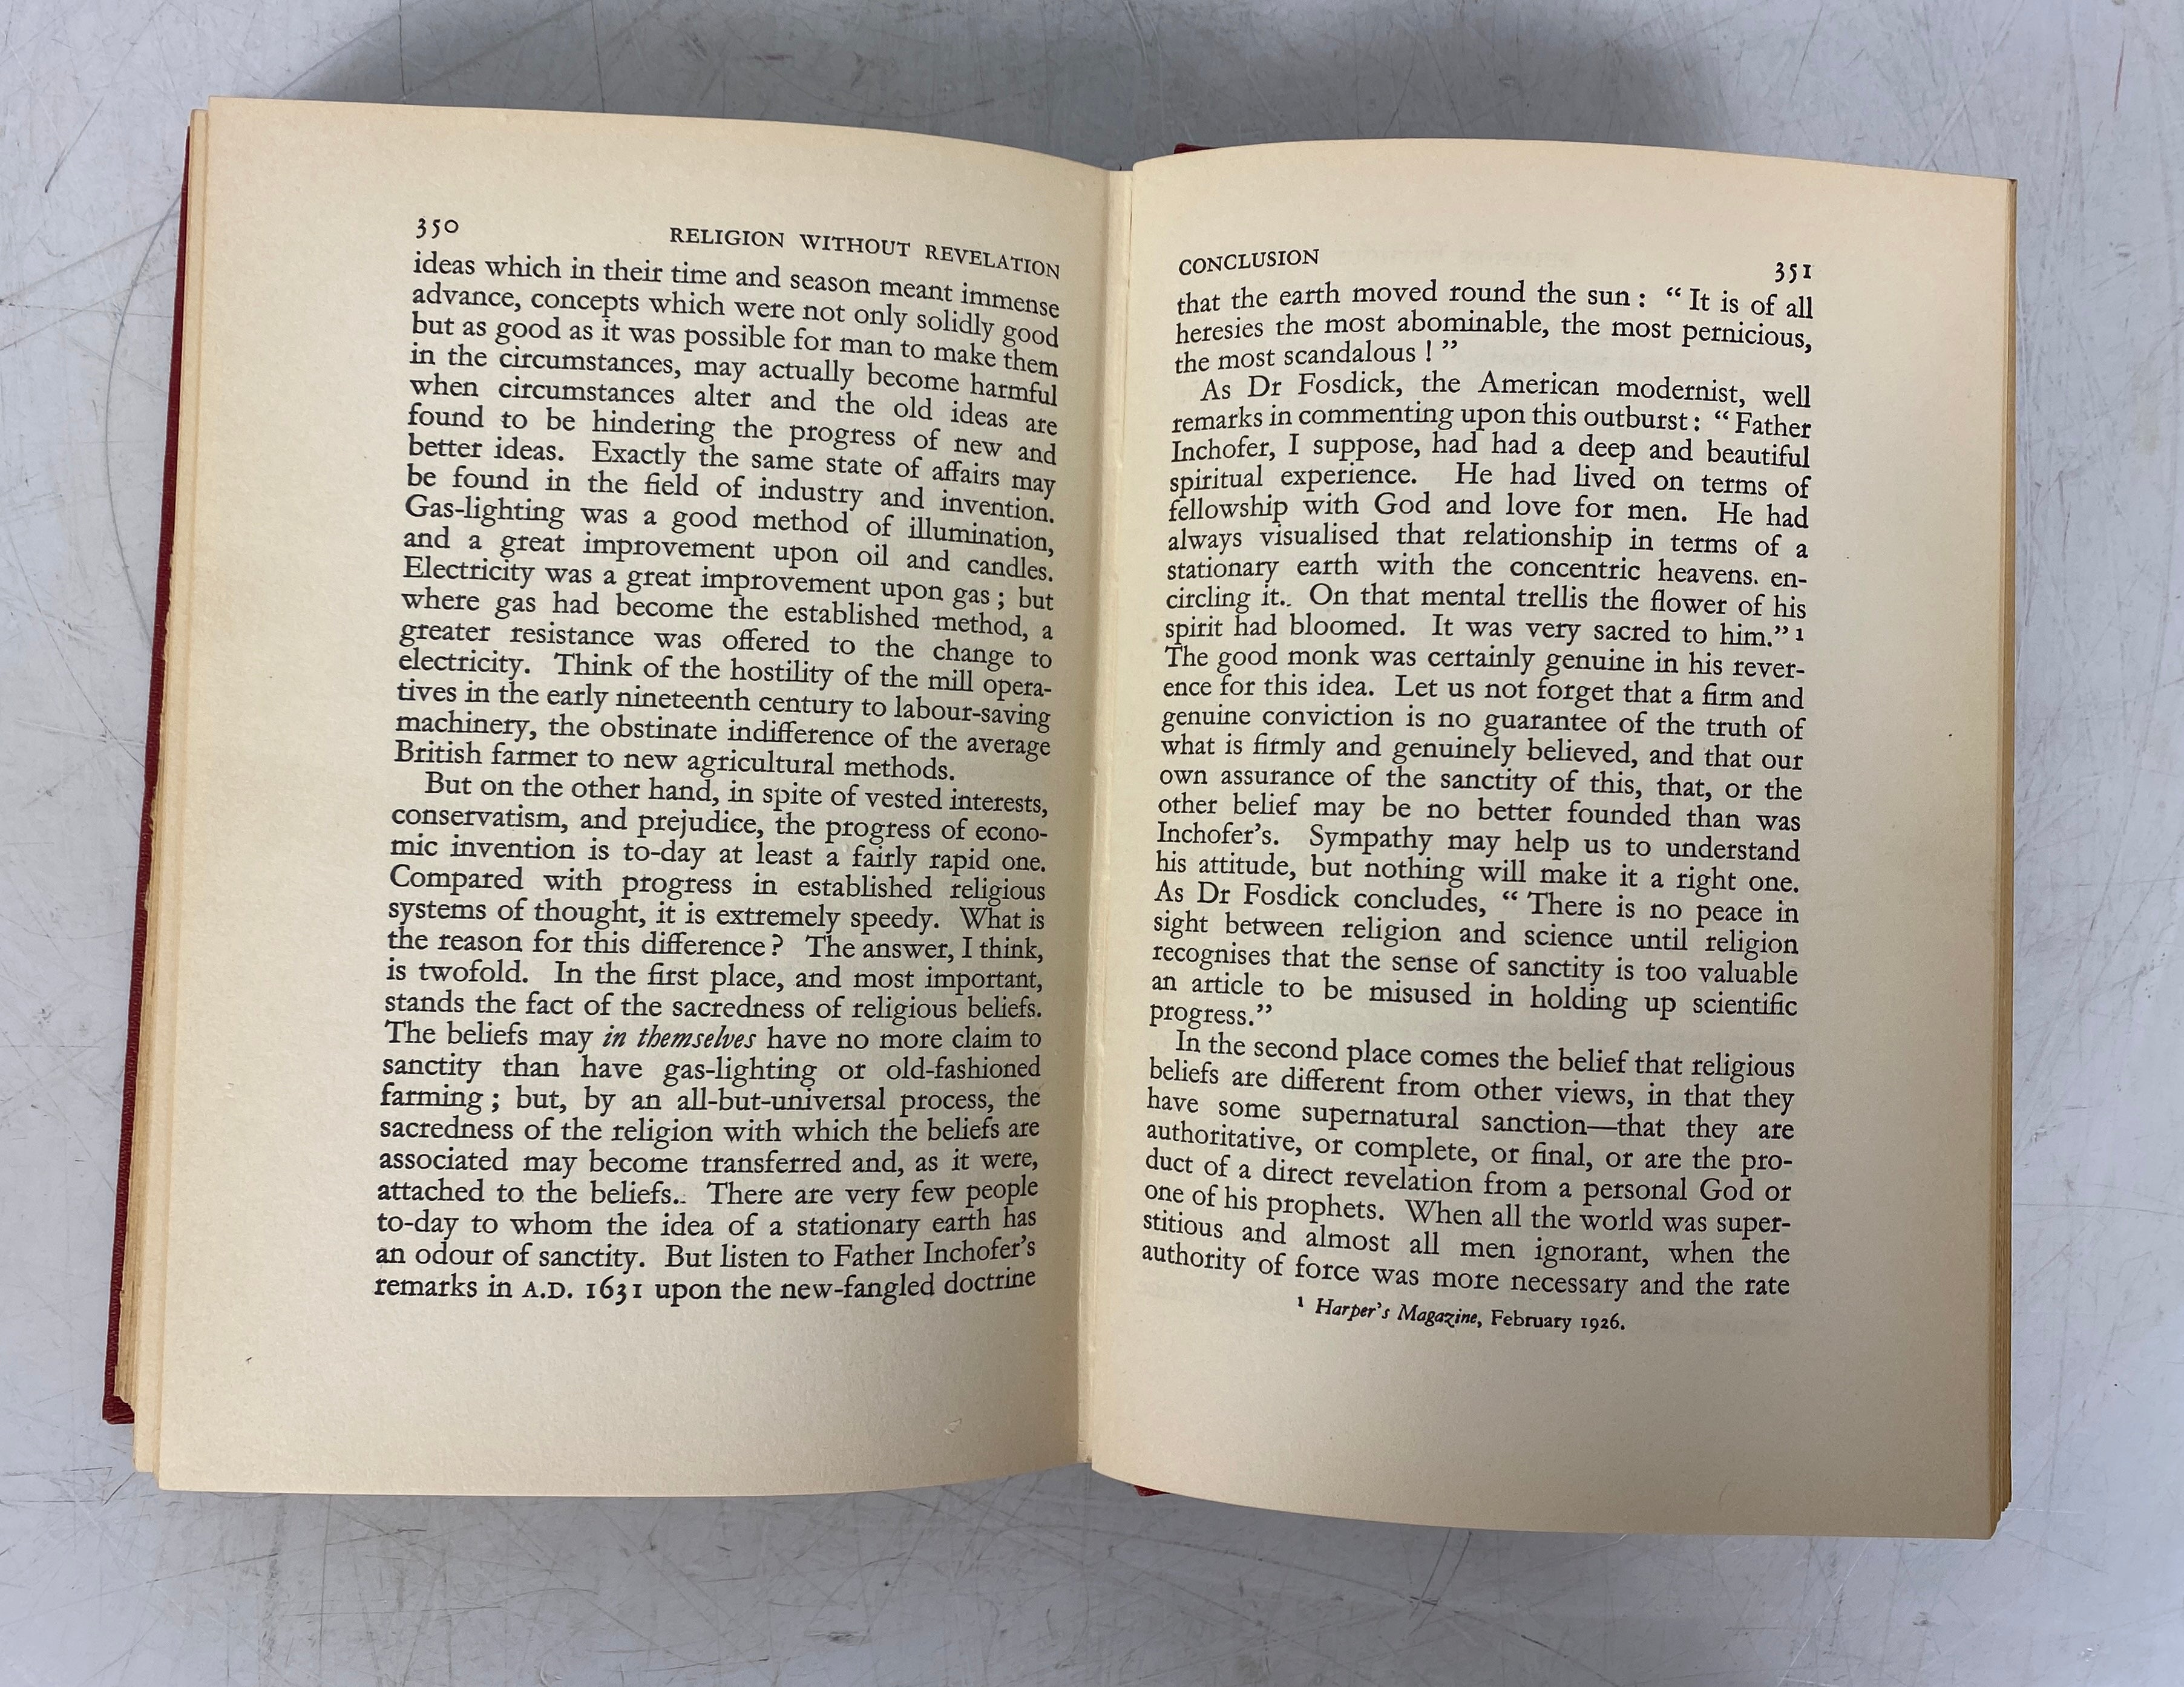 350 RELIGION WITHOUT REVELATION
ideas which in their time and season meant immense
advance, concepts which were not only solidly good
but as good as it was possible for man to make them
in the circumstances, may actually become harmful
when circumstances alter and the old ideas are
found to be hindering the progress of new and
better ideas. Exactly the same state of affairs may
be found in the field of industry and invention.
Gas-lighting was a good method of illumination,
and a great improvement upon oil and candles.
Electricity was a great improvement upon gas ; but
where gas had become the established method, a
greater resistance was offered to the change to
electricity. Think of the hostility of the mill opera-
tives in the early nineteenth century to labour-saving
machinery, the obstinate indifference of the average
British farmer to new agricultural methods.
But on the other hand, in spite of vested interests,
conservatism, and prejudice, the progress of econo-
mic invention is to-day at least a fairly rapid one.
Compared with progress in established religious
systems of thought, it is extremely speedy. What is
the reason for this difference ? The answer, I think,
is twofold. In the first place, and most important,
stands the fact of the sacredness of religious beliefs.
The beliefs may in themselves have no more claim to
sanctity than have gas-lighting or old-fashioned
farming ; but, by an all-but-universal process, the
sacredness of the religion with which the beliefs are
associated may become transferred and, as it were,
attached to the beliefs.. There are very few people
to-day to whom the idea of a stationary earth has
an odour of sanctity. But listen to Father Inchofer's
remarks in A.D. 1631 upon the new-fangled doctrine
CONCLUSION 351
that the earth moved round the sun : “ It is of all
heresies the most abominable, the most pernicious,
the most scandalous ! ”
As Dr Fosdick, the American modernist, well
remarks in commenting upon this outburst : “ Father
Inchofer, I suppose, had had a deep and beautiful
spiritual experience. He had lived on terms of
fellowship with God and love for men. He had
always visualised that relationship in terms of a
stationary earth with the concentric heavens. en-
circling it.. On that mental trellis the flower of his
spirit had bloomed. It was very sacred to him.” 1
The good monk was certainly genuine in his rever-
ence for this idea. Let us not forget that a firm and
genuine conviction is no guarantee of the truth of
what is firmly and genuinely believed, and that our
own assurance of the sanctity of this, that, or the
other belief may be no better founded than was
Inchofer's. Sympathy may help us to understand
his attitude, but nothing will make it a right one.
As Dr Fosdick concludes, “ There is no peace in
sight between religion and science until religion
recognises that the sense of sanctity is too valuable
an article to be misused in holding up scientific
progress.”
In the second place comes the belief that religious
beliefs are different from other views, in that they
have some supernatural sanction—that they are
authoritative, or complete, or final, or are the pro-
duct of a direct revelation from a personal God or
one of his prophets. When all the world was super-
stitious and almost all men ignorant, when the
authority of force was more necessary and the rate
1 Harper's Magazine, February 1926.